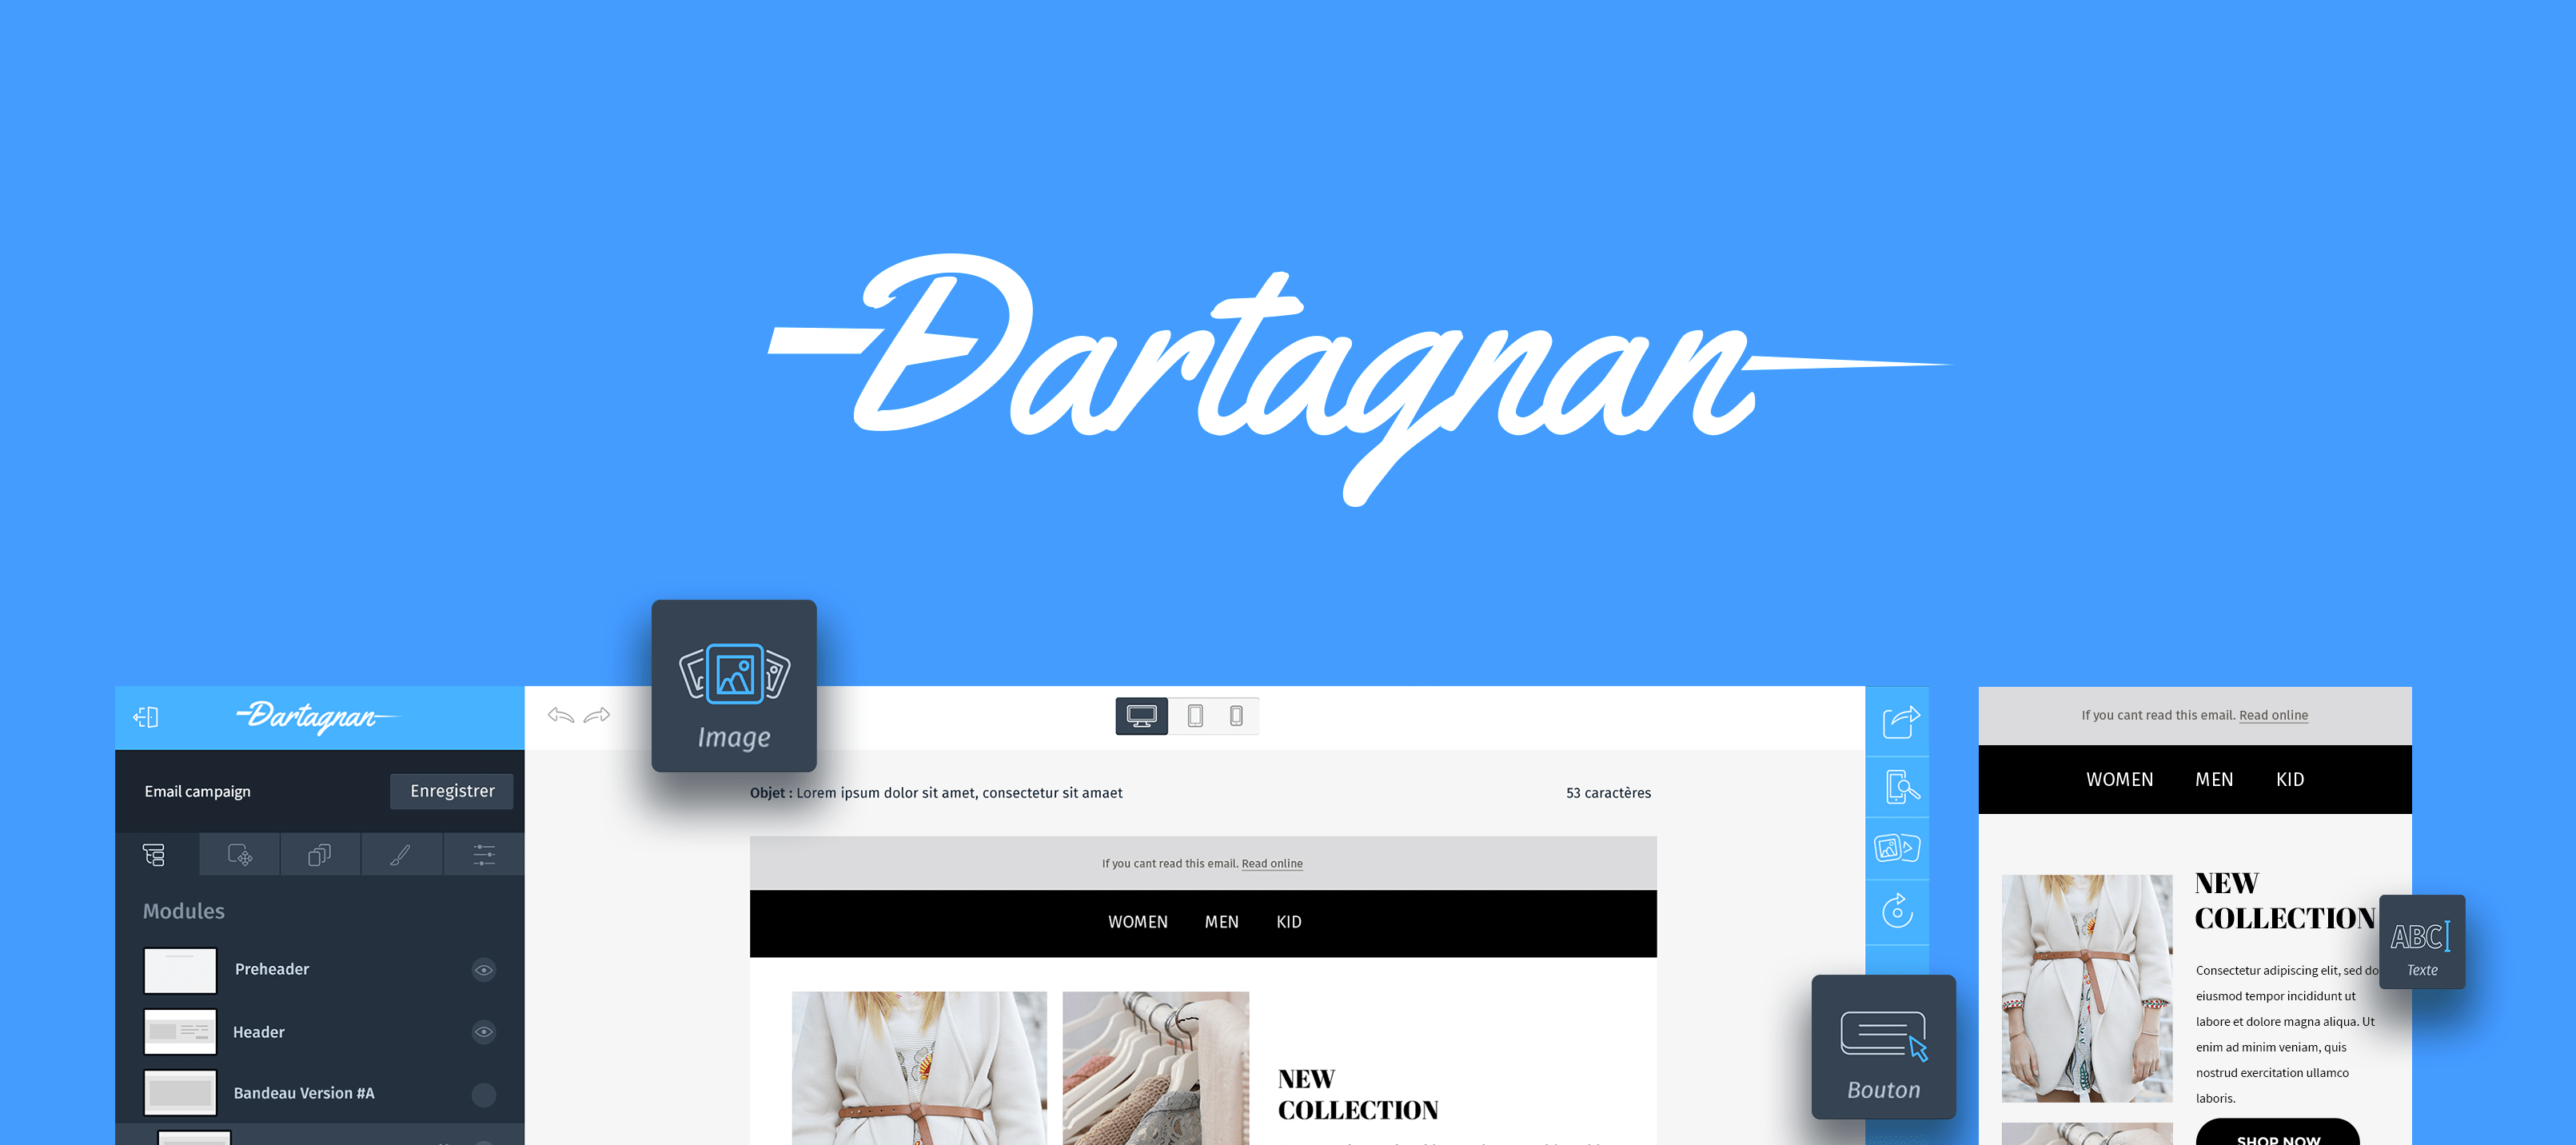 Dartagnan
Image
Dartagnan
Email campaign
Enregistrer
Modules
Preheader
Header
Bandeau Version #A
Objet : Lorem ipsum dolor sit amet, consectetur sit amaet
53 caractères
If you cant read this email. Read online
WOMEN MEN KID
NEW
COLLECTION
Bouton
If you cant read this email. Read online
WOMEN MEN KID
NEW
COLLECTION
Consectetur adipiscing elit, sed do
eiusmod tempor incididunt ut
labore et dolore magna aliqua. Ut
enim ad minim veniam, quis
nostrud exercitation ullamco
laboris.
SHOP NOW
ABC
Texte